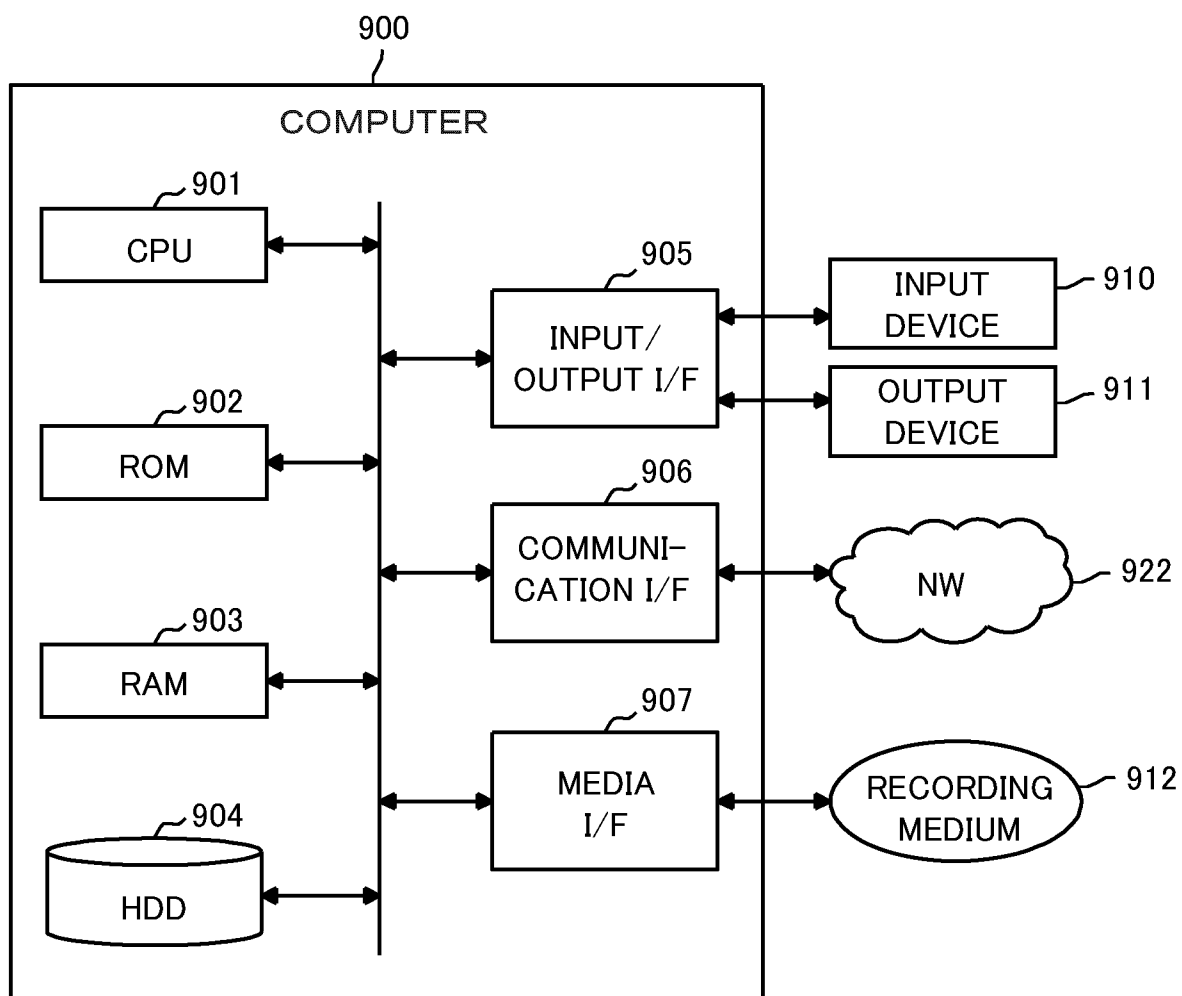 900
COMPUTER
901
CPU
902
ROM
903
RAM
904
HDD
905
INPUT/
OUTPUT I/F
906
COMMUNI-
CATION I/F
907
MEDIA
I/F
INPUT
DEVICE
910
OUTPUT
DEVICE
911
NW
922
RECORDING
MEDIUM
912